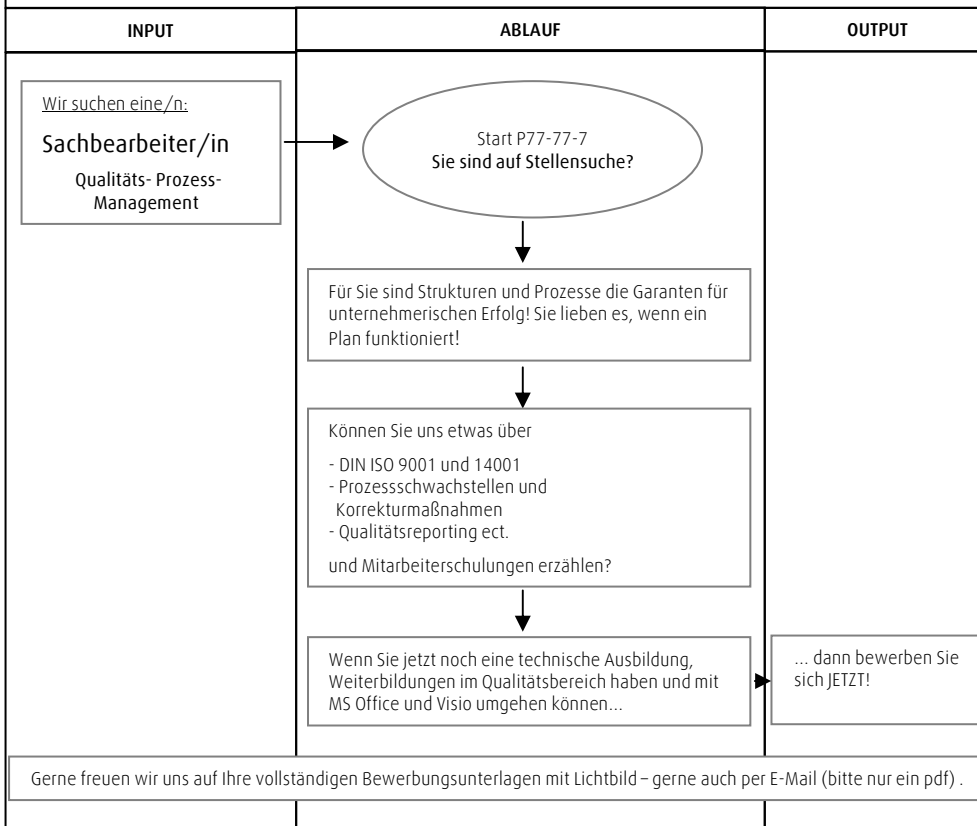 INPUT
ABLAUF
OUTPUT
Wir suchen eine/n:
Sachbearbeiter/in
Qualitäts- Prozess-
Management
Start P77-77-7
Sie sind auf Stellensuche?
Für Sie sind Strukturen und Prozesse die Garanten für
unternehmerischen Erfolg! Sie lieben es, wenn ein
Plan funktioniert!
Können Sie uns etwas über
- DIN ISO 9001 und 14001
- Prozessschwachstellen und
Korrekturmaßnahmen
- Qualitätsreporting ect.
und Mitarbeiterschulungen erzählen?
Wenn Sie jetzt noch eine technische Ausbildung,
Weiterbildungen im Qualitätsbereich haben und mit
MS Office und Visio umgehen können...
... dann bewerben Sie
sich JETZT!
Gerne freuen wir uns auf Ihre vollständigen Bewerbungsunterlagen mit Lichtbild – gerne auch per E-Mail (bitte nur ein pdf) .